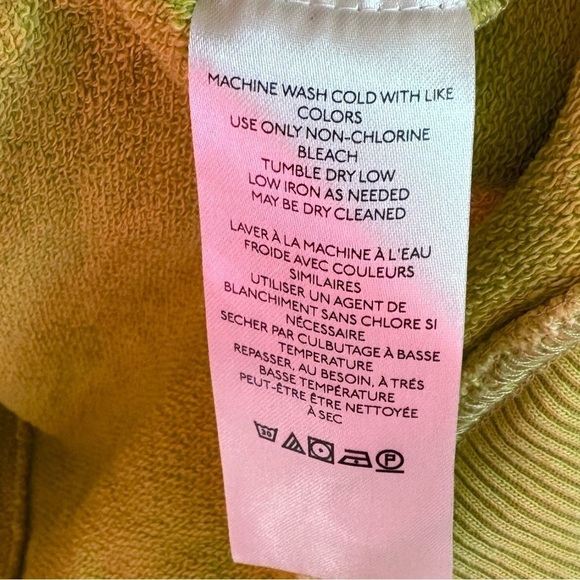 MACHINE WASH COLD WITH LIKE
COLORS
USE ONLY NON-CHLORINE
BLEACH
TUMBLE DRY LOW
LOW IRON AS NEEDED
MAY BE DRY CLEANED
LAVER À LA MACHINE À L'EAU
FROIDE AVEC COULEURS
SIMILAIRES
UTILISER UN AGENT DE
BLANCHIMENT SANS CHLORE SI
NÉCESSAIRE
SECHER PAR CULBUTAGE À BASSE
TEMPERATURE
REPASSER, AU BESOIN, À TRÉS
BASSE TEMPÉRATURE
PEUT-ÊTRE ÊTRE NETTOYÉE
À SEC
30 P